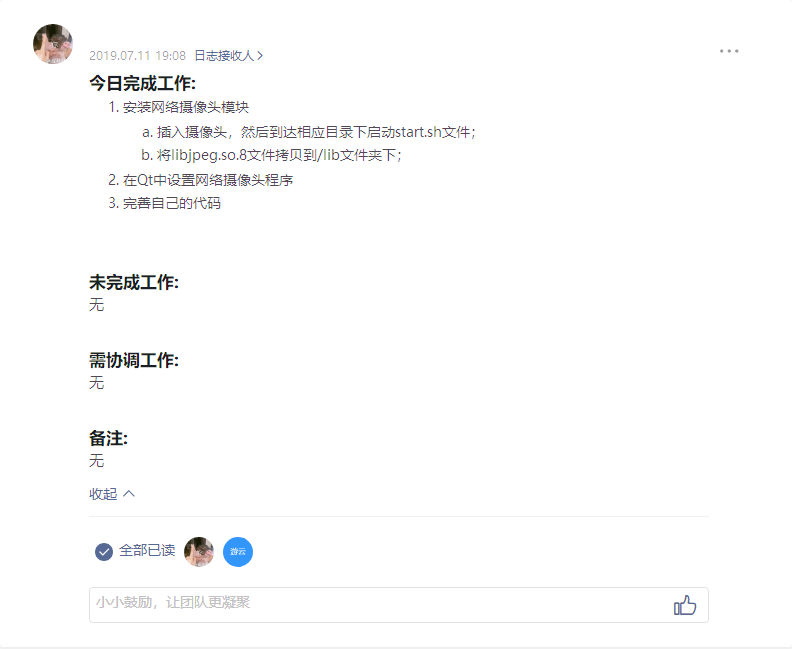 2019.07.11 19:08 日志接收人
今日完成工作:
1. 安装网络摄像头模块
a. 插入摄像头，然后到达相应目录下启动start.sh文件；
b. 将libjpeg.so.8文件拷贝到/lib文件夹下；
2. 在Qt中设置网络摄像头程序
3. 完善自己的代码
未完成工作:
无
需协调工作:
无
备注:
无
收起
全部已读 游云
小小鼓励，让团队更凝聚